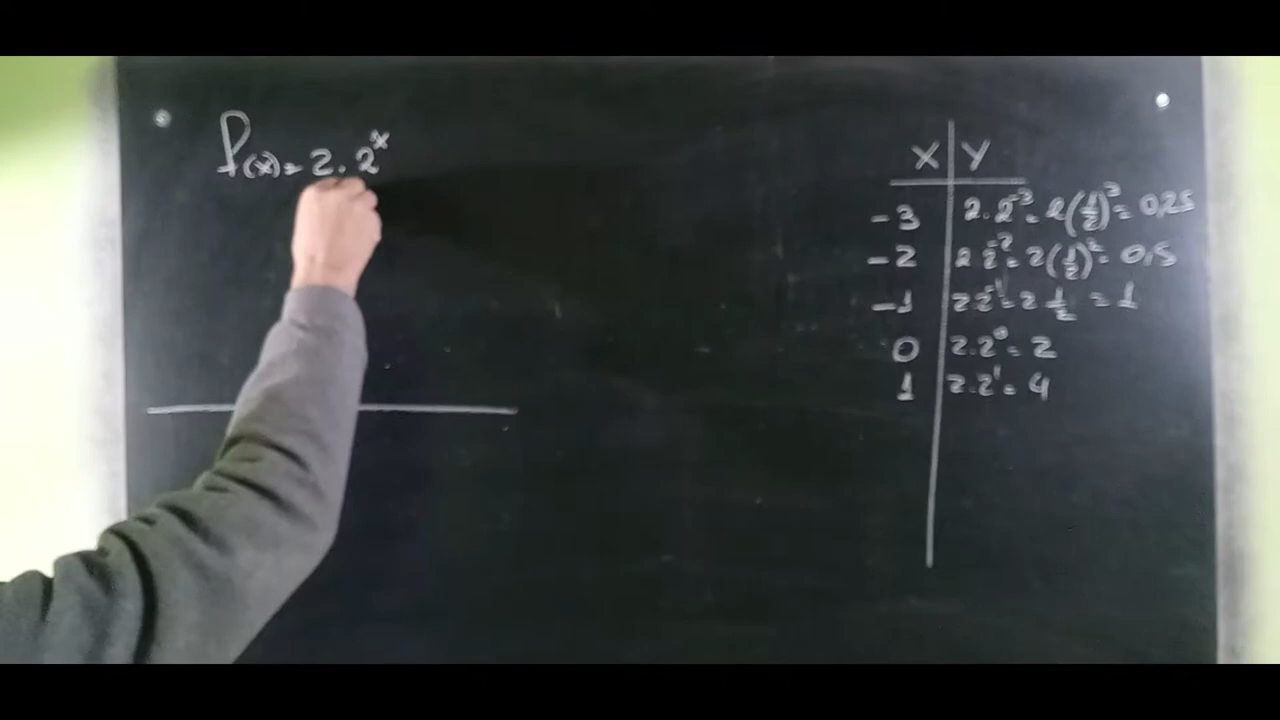 f(x)= 2 . 2^x
X | Y
-3 | 2 . 2^-3 = 2(1/2)^3 = 0,25
-2 | 2 2^-2 = 2(1/2)^2 = 0,5
-1 | 2 2^-1 = 2 1/2 = 1
0 | 2 . 2^0 = 2
1 | 2 . 2^1 = 4